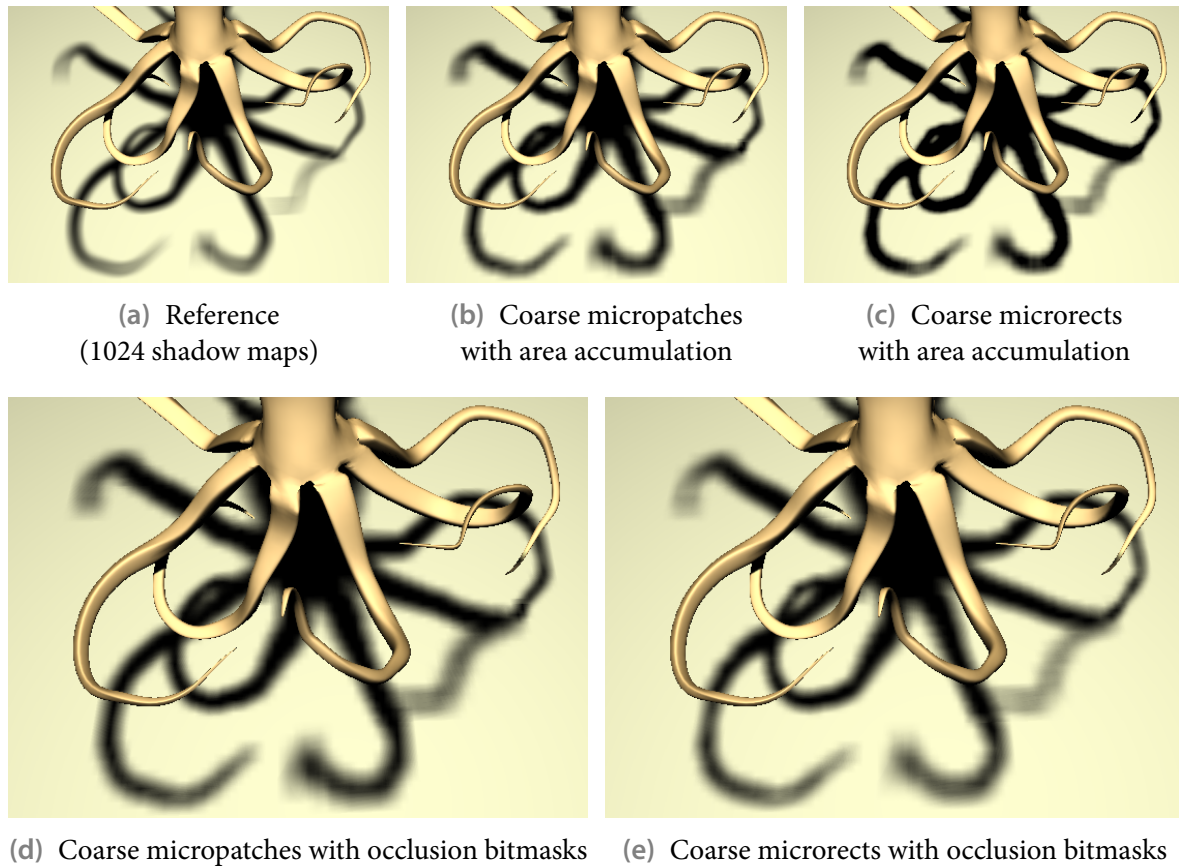 (a) Reference
(1024 shadow maps)
(b) Coarse micropatches
with area accumulation
(c) Coarse microrects
with area accumulation
(d) Coarse micropatches with occlusion bitmasks
(e) Coarse microrects with occlusion bitmasks